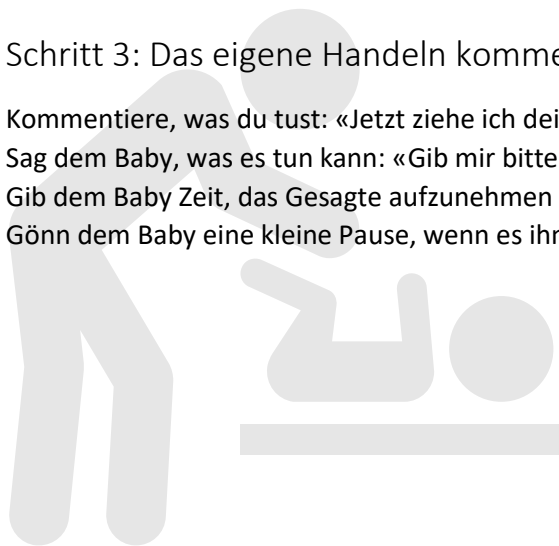 Schritt 3: Das eigene Handeln komme
Kommentiere, was du tust: «Jetzt ziehe ich dei
Sag dem Baby, was es tun kann: «Gib mir bitte
Gib dem Baby Zeit, das Gesagte aufzunehmen
Gönn dem Baby eine kleine Pause, wenn es ihr